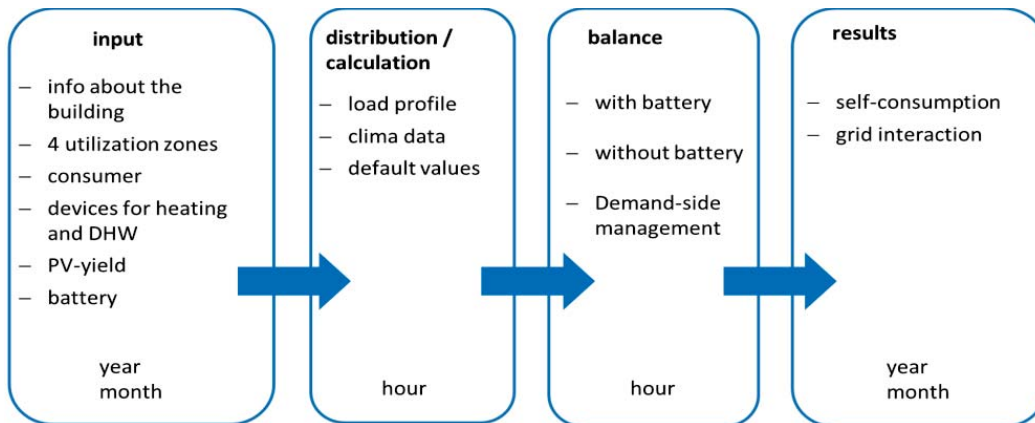 input
– info about the
building
– 4 utilization zones
– consumer
– devices for heating
and DHW
– PV-yield
– battery
year
month
distribution /
calculation
– load profile
– clima data
– default values
hour
balance
– with battery
– without battery
– Demand-side
management
hour
results
– self-consumption
– grid interaction
year
month